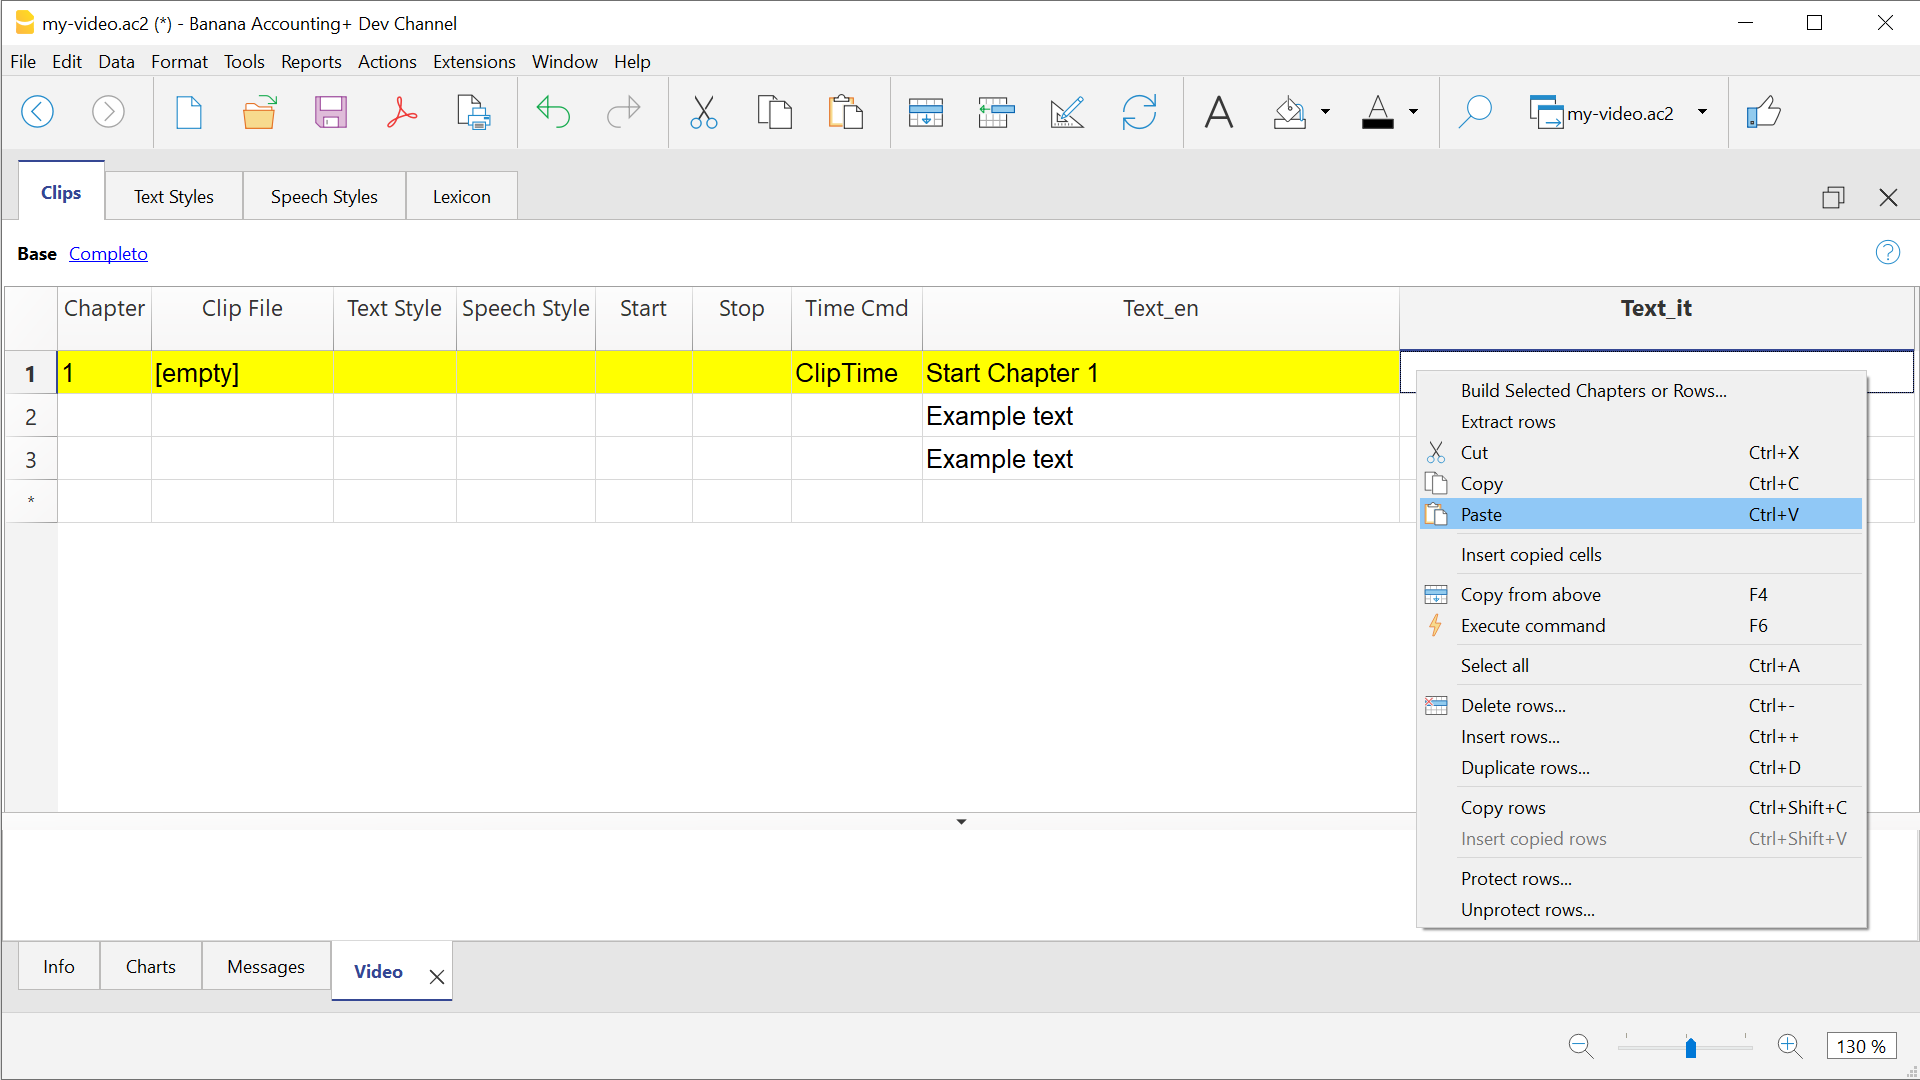 my-video.ac2 (*) - Banana Accounting+ Dev Channel
File Edit Data Format Tools Reports Actions Extensions Window Help
my-video.ac2
Clips Text Styles Speech Styles Lexicon
Base Completo
Chapter Clip File Text Style Speech Style Start Stop Time Cmd Text_en Text_it
1 1 [empty] ClipTime Start Chapter 1
2 Example text
3 Example text
*
Build Selected Chapters or Rows...
Extract rows
Cut Ctrl+X
Copy Ctrl+C
Paste Ctrl+V
Insert copied cells
Copy from above F4
Execute command F6
Select all Ctrl+A
Delete rows... Ctrl+-
Insert rows... Ctrl++
Duplicate rows... Ctrl+D
Copy rows Ctrl+Shift+C
Insert copied rows Ctrl+Shift+V
Protect rows...
Unprotect rows...
Info Charts Messages Video
130 %